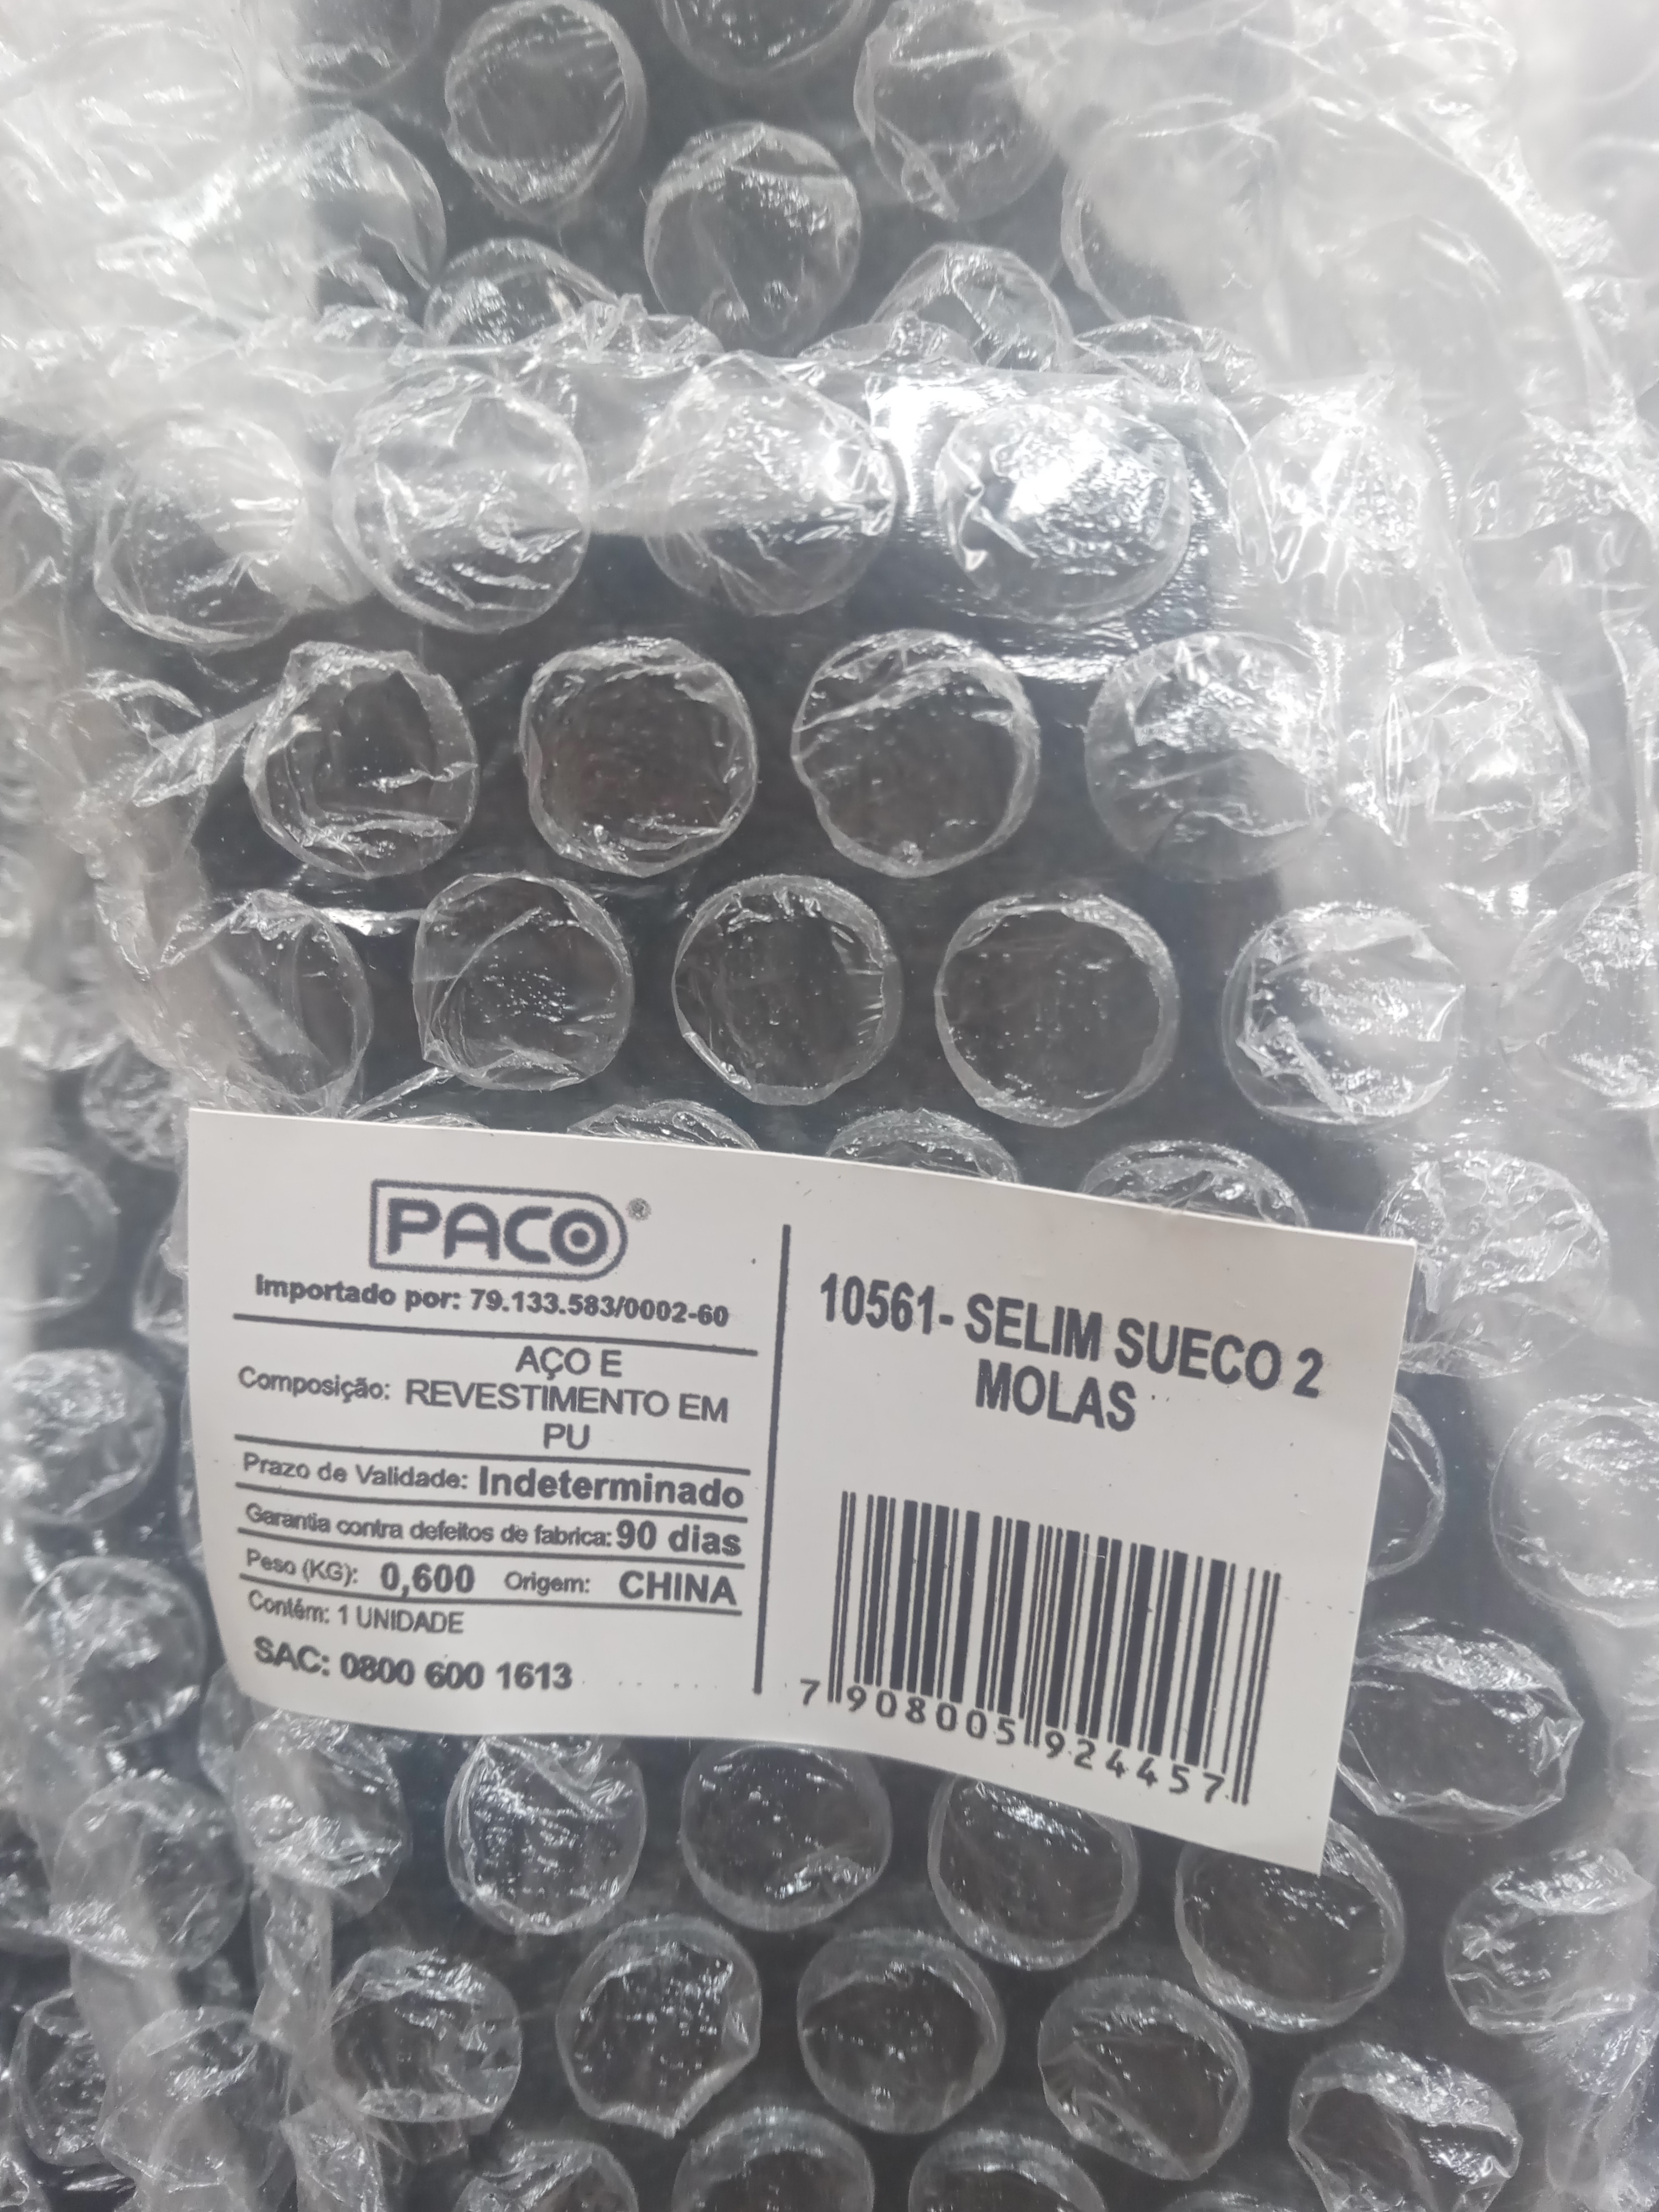 PACO®
Importado por: 79.133.583/0002-60
AÇO E
Composição: REVESTIMENTO EM
PU
Prazo de Validade: Indeterminado
Garantia contra defeitos de fabrica: 90 dias
Peso (KG): 0,600 Origem: CHINA
Contém: 1 UNIDADE
SAC: 0800 600 1613
10561- SELIM SUECO 2
MOLAS
7 908005 924457